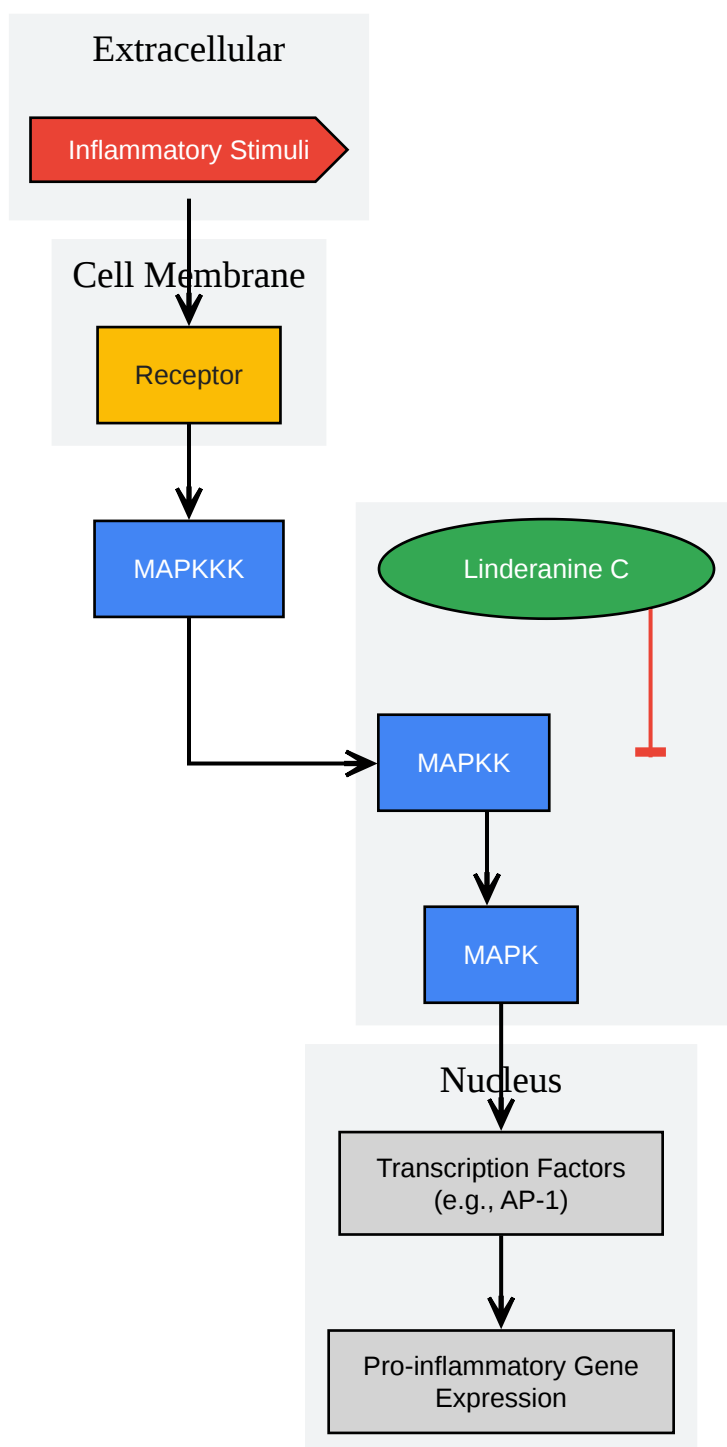 Extracellular
Inflammatory Stimuli
Cell Membrane
Receptor
MAPKKK
Linderanine C
MAPKK
MAPK
Nucleus
Transcription Factors
(e.g., AP-1)
Pro-inflammatory Gene
Expression